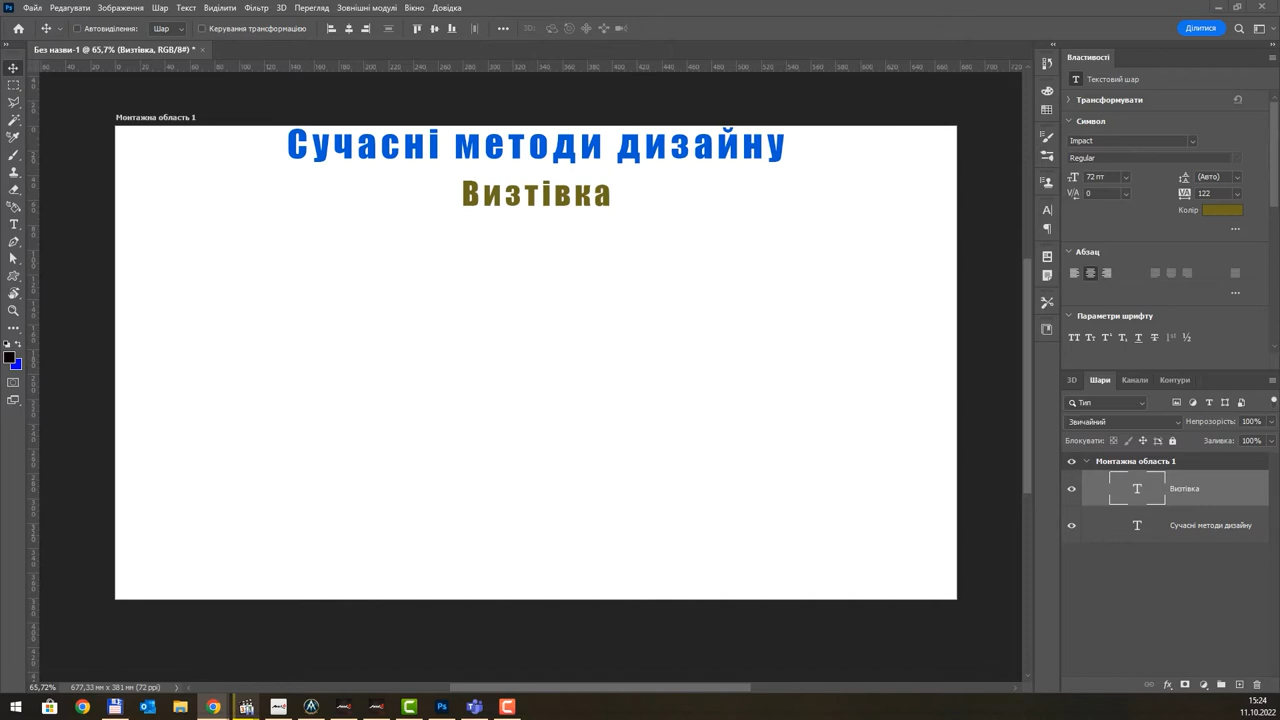 Файл Редагувати Зображення Шар Текст Виділити Фільтр 3D Перегляд Зовнішні модулі Вікно Довідка
Автовиділення: Шар Керування трансформацією 3D: Ділитися
Без назви-1 @ 65,7% (Визтівка, RGB/8#) *
Монтажна область 1
Сучасні методи дизайну
Визтівка
Властивості
Текстовий шар
Трансформувати
Символ
Impact
Regular
72 пт (Авто)
0 122
Колір
Абзац
Параметри шрифту
3D Шари Канали Контури
Тип
Звичайний Непрозорість: 100%
Блокувати: Заливка: 100%
Монтажна область 1
Визтівка
Сучасні методи дизайну
65,72% 677,33 мм x 381 мм (72 ppi)
15:24
11.10.2022